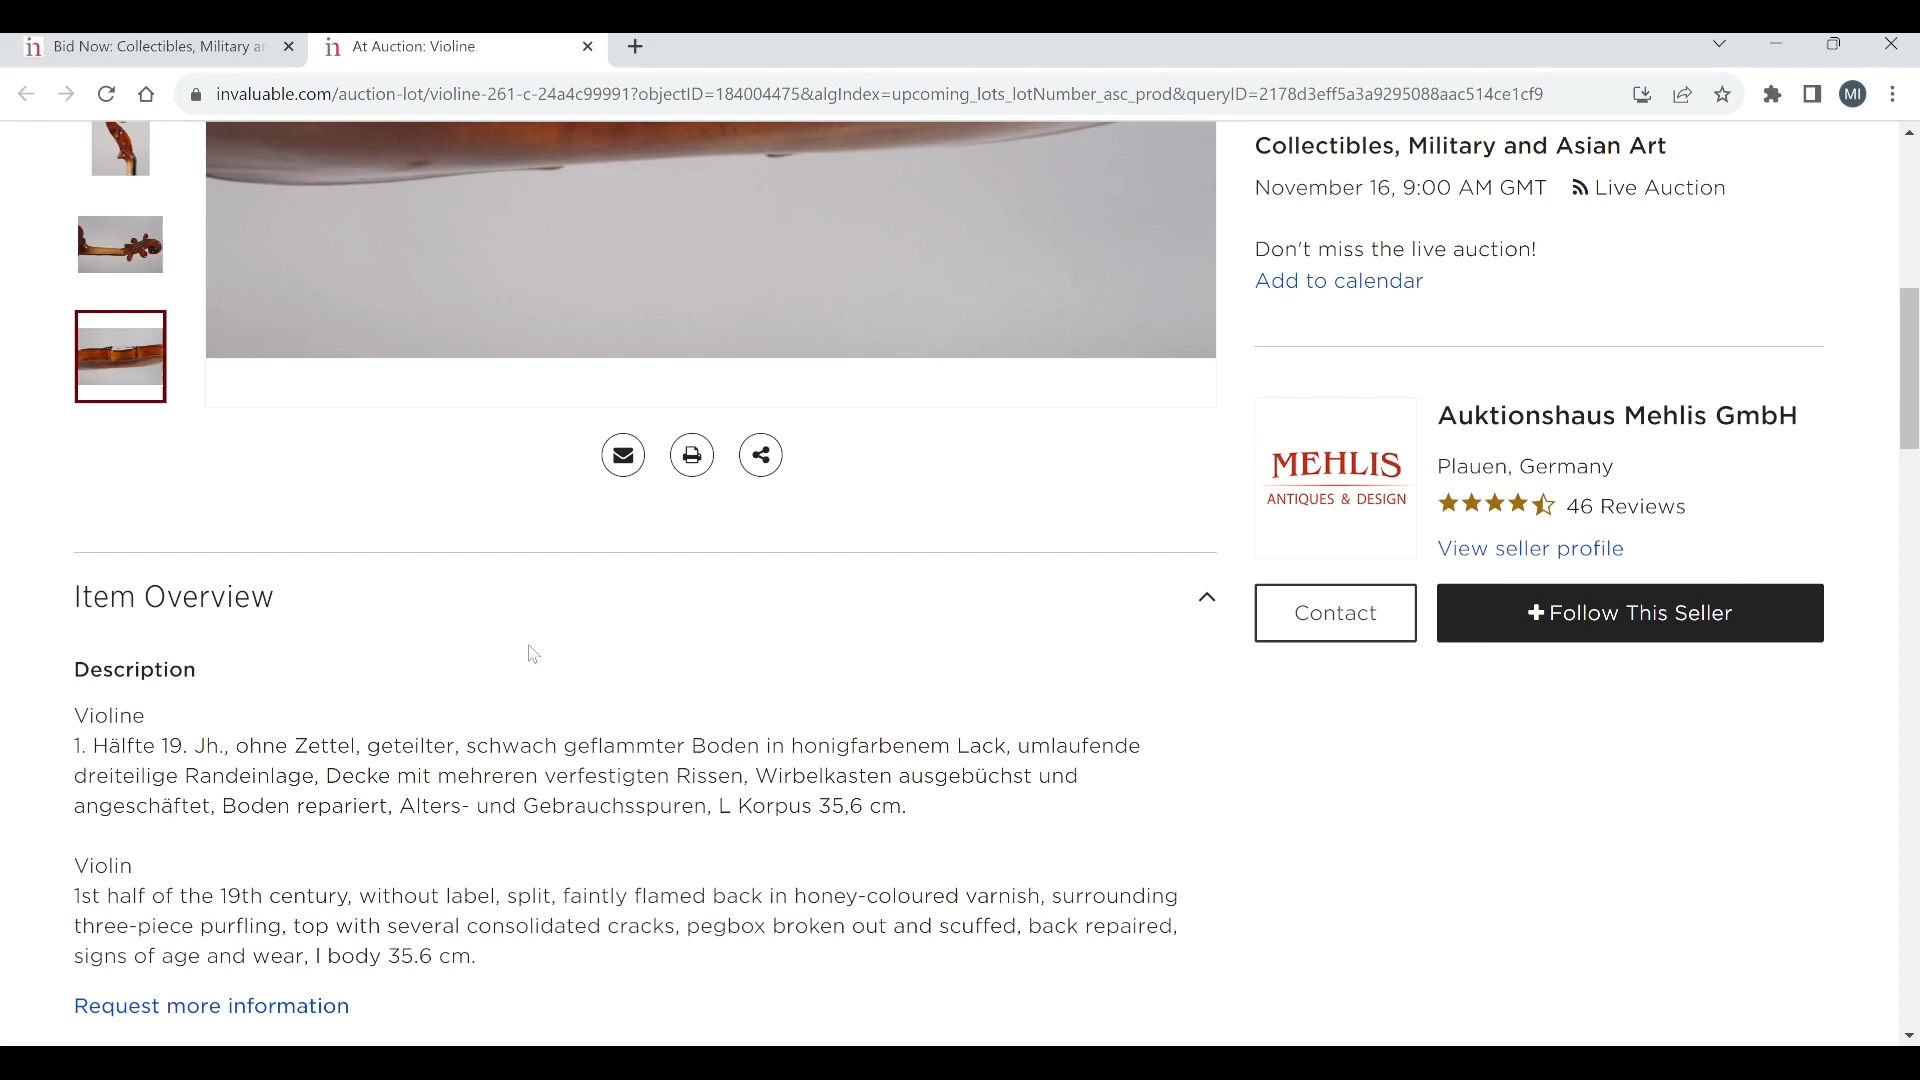 Bid Now: Collectibles, Military ar
At Auction: Violine
invaluable.com/auction-lot/violine-261-c-24a4c99991?objectID=184004475&algIndex=upcoming_lots_lotNumber_asc_prod&queryID=2178d3eff5a3a9295088aac514ce1cf9
MI
Collectibles, Military and Asian Art
November 16, 9:00 AM GMT Live Auction
Don't miss the live auction!
Add to calendar
MEHLIS
ANTIQUES & DESIGN
Auktionshaus Mehlis GmbH
Plauen, Germany
46 Reviews
View seller profile
Contact
Follow This Seller
Item Overview
Description
Violine
1. Hälfte 19. Jh., ohne Zettel, geteilter, schwach geflammter Boden in honigfarbenem Lack, umlaufende
dreiteilige Randeinlage, Decke mit mehreren verfestigten Rissen, Wirbelkasten ausgebüchst und
angeschäftet, Boden repariert, Alters- und Gebrauchsspuren, L Korpus 35,6 cm.
Violin
1st half of the 19th century, without label, split, faintly flamed back in honey-coloured varnish, surrounding
three-piece purfling, top with several consolidated cracks, pegbox broken out and scuffed, back repaired,
signs of age and wear, l body 35.6 cm.
Request more information